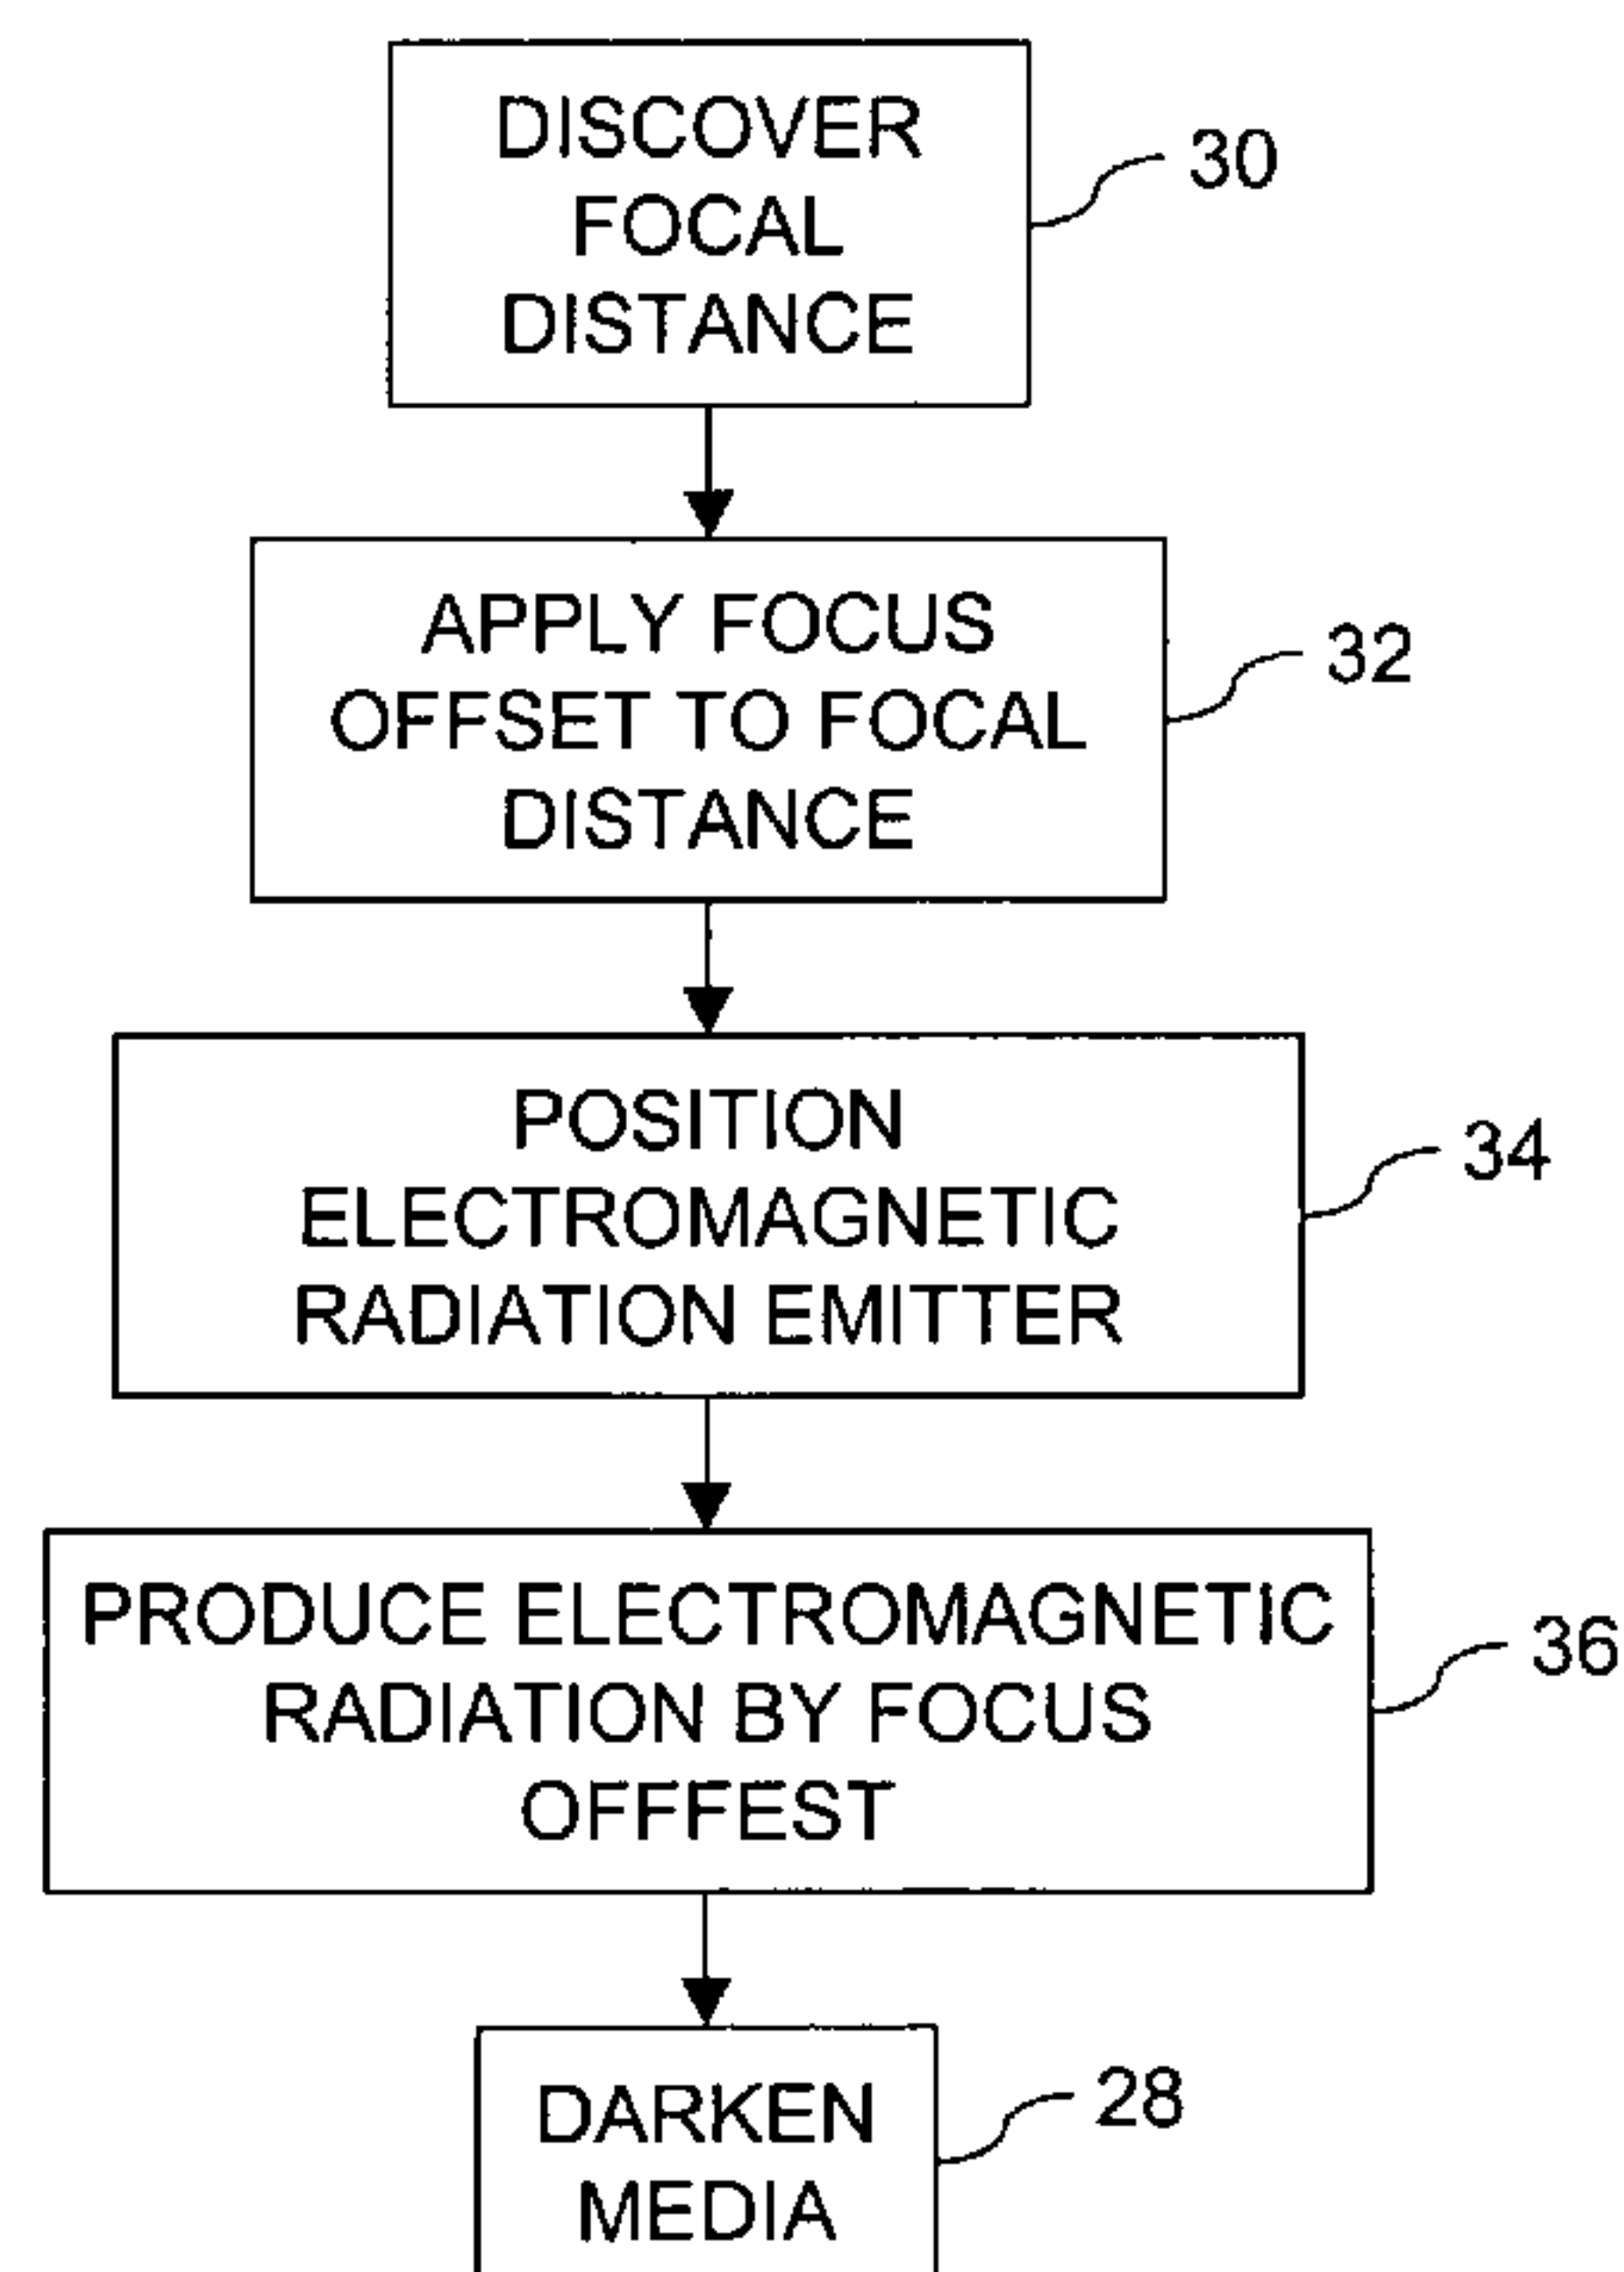 DISCOVER
FOCAL
DISTANCE
30
APPLY FOCUS
OFFSET TO FOCAL
DISTANCE
32
POSITION
ELECTROMAGNETIC
RADIATION EMITTER
34
PRODUCE ELECTROMAGNETIC
RADIATION BY FOCUS
OFFFEST
36
DARKEN
MEDIA
28